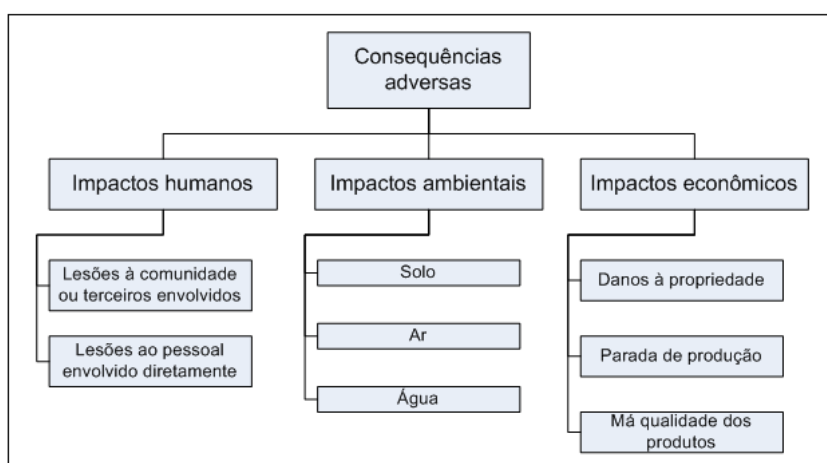 Consequências
adversas
Impactos humanos
Impactos ambientais
Impactos econômicos
Lesões à comunidade
ou terceiros envolvidos
Lesões ao pessoal
envolvido diretamente
Solo
Ar
Água
Danos à propriedade
Parada de produção
Má qualidade dos
produtos